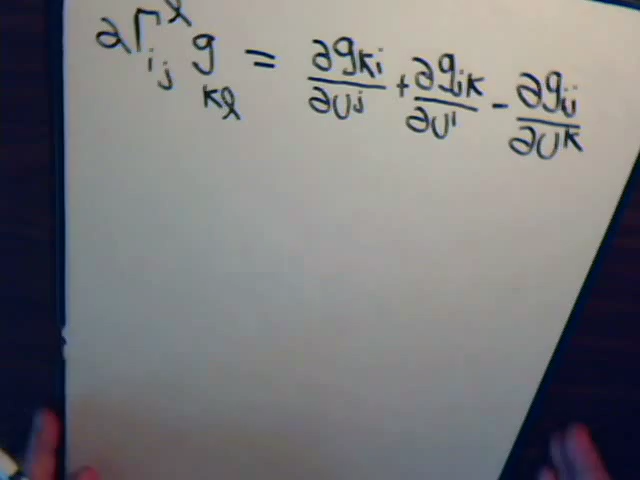 2Γ^l_ij g_kl = ∂g_ki/∂u^j + ∂g_jk/∂u^i - ∂g_ij/∂u^k